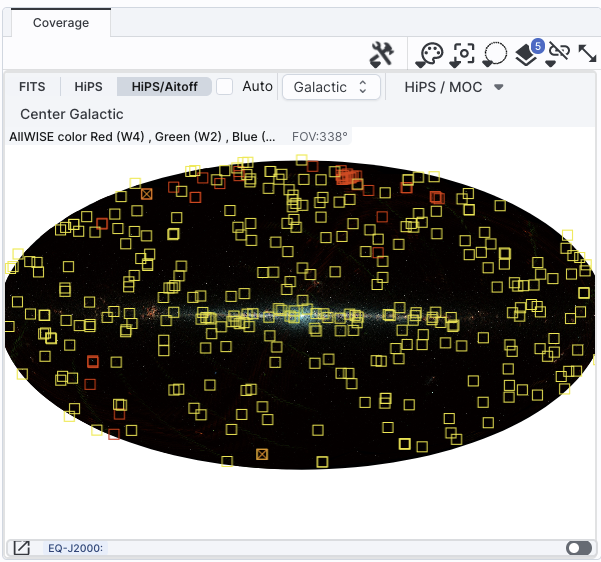 Coverage
5
FITS HiPS HiPS/Aitoff Auto Galactic HiPS / MOC
Center Galactic
AllWISE color Red (W4) , Green (W2) , Blue (... FOV:338°
EQ-J2000: